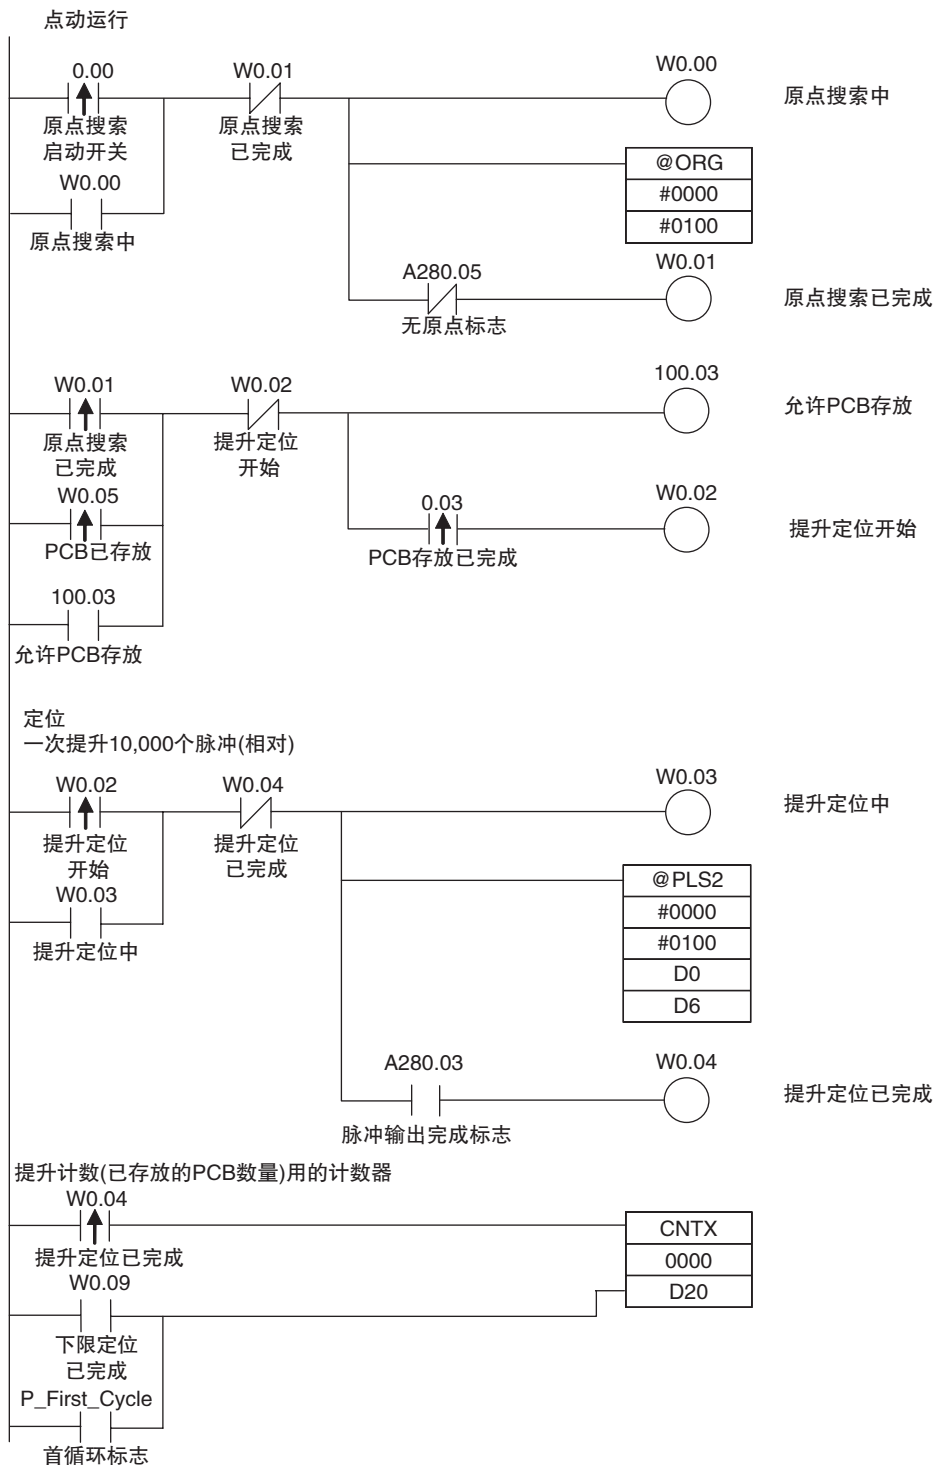 点动运行
0.00
W0.01
W0.00
原点搜索中
原点搜索
启动开关
原点搜索
已完成
@ORG
#0000
#0100
W0.00
原点搜索中
A280.05
W0.01
无原点标志
原点搜索已完成
W0.01
W0.02
100.03
允许PCB存放
原点搜索
已完成
提升定位
开始
W0.05
PCB已存放
0.03
W0.02
PCB存放已完成
提升定位开始
100.03
允许PCB存放
定位
一次提升10,000个脉冲(相对)
W0.02
W0.04
W0.03
提升定位中
提升定位
开始
提升定位
已完成
W0.03
提升定位中
@PLS2
#0000
#0100
D0
D6
A280.03
W0.04
脉冲输出完成标志
提升定位已完成
提升计数(已存放的PCB数量)用的计数器
W0.04
提升定位已完成
CNTX
0000
D20
W0.09
下限定位
已完成
P_First_Cycle
首循环标志